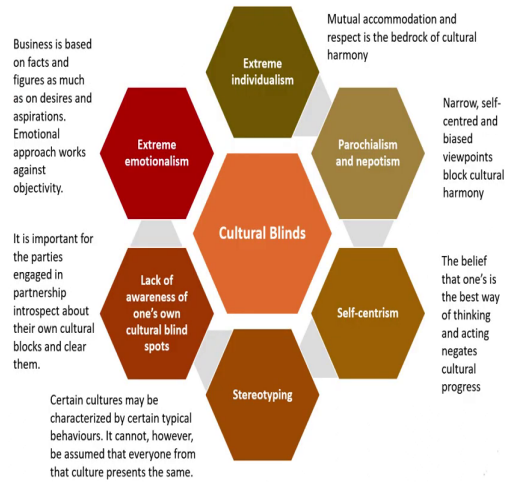 Mutual accommodation and
respect is the bedrock of cultural
harmony
Extreme
individualism
Business is based
on facts and
figures as much
as on desires and
aspirations.
Emotional
approach works
against
objectivity.
Extreme
emotionalism
Parochialism
and nepotism
Narrow, self-
centred and
biased
viewpoints
block cultural
harmony
Cultural Blinds
It is important for
the parties
engaged in
partnership
introspect about
their own cultural
blocks and clear
them.
Lack of
awareness of
one's own
cultural blind
spots
Self-centrism
The belief
that one's is
the best way
of thinking
and acting
negates
cultural
progress
Stereotyping
Certain cultures may be
characterized by certain typical
behaviours. It cannot, however,
be assumed that everyone from
that culture presents the same.